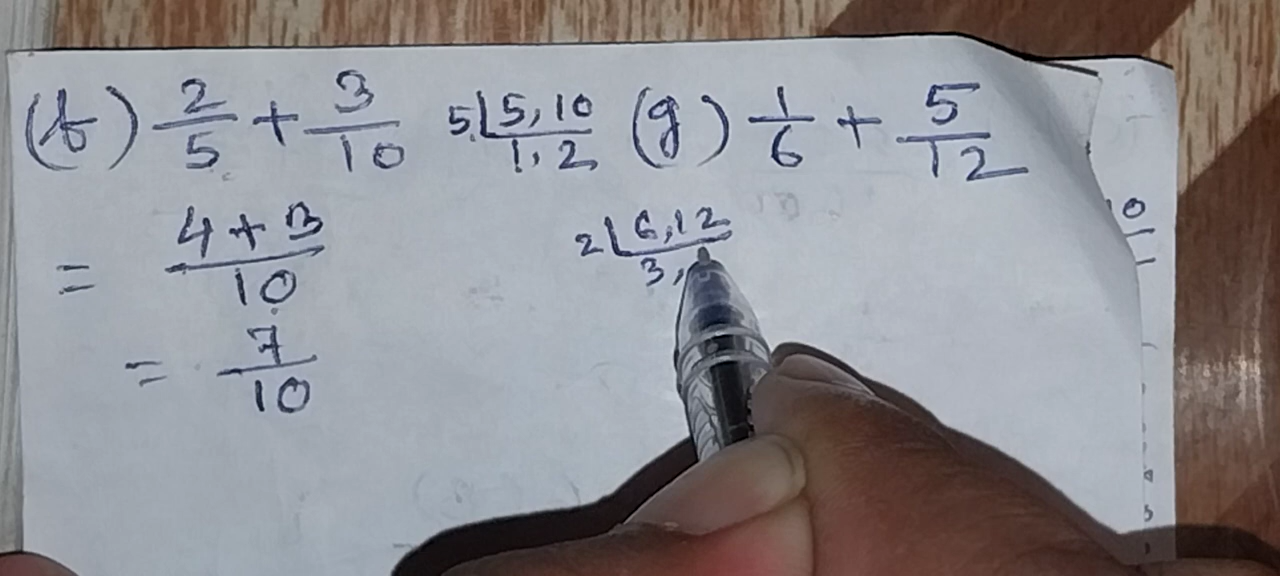 (f) 2/5 + 3/10
5 | 5, 10
1, 2
= 4 + 3 / 10
= 7/10
(g) 1/6 + 5/12
2 | 6, 12
3,
10